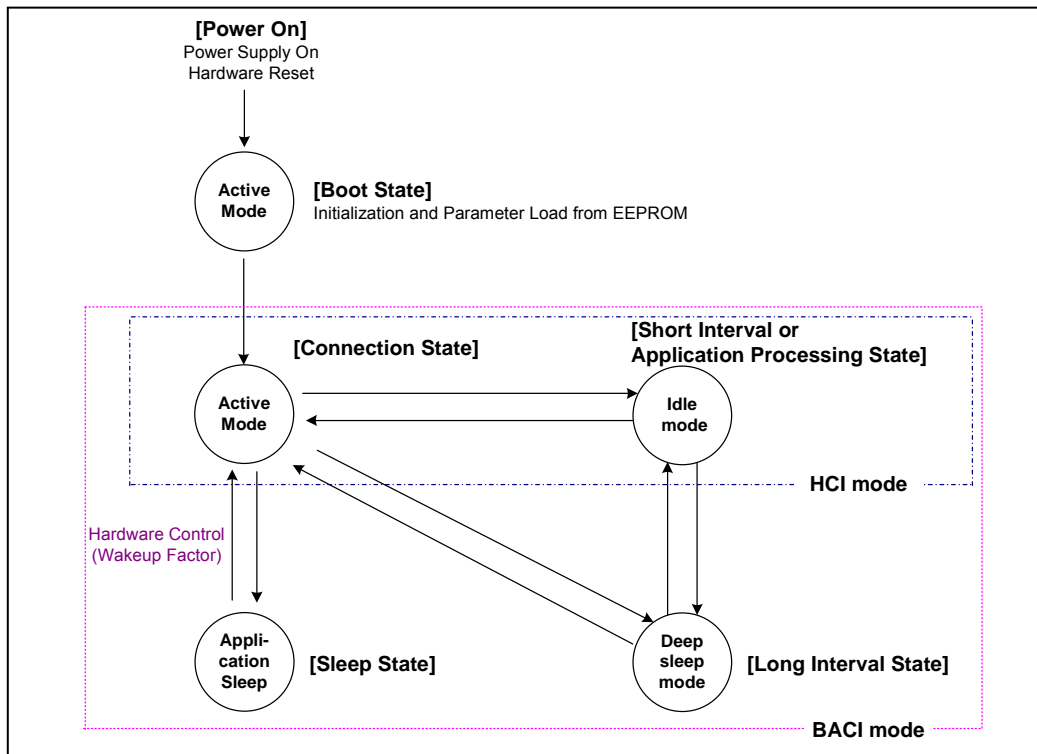 [Power On]
Power Supply On
Hardware Reset
Active
Mode
[Boot State]
Initialization and Parameter Load from EEPROM
[Short Interval or
Application Processing State]
[Connection State]
Active
Mode
Idle
mode
HCI mode
Hardware Control
(Wakeup Factor)
Appli-
cation
Sleep
[Sleep State]
Deep
sleep
mode
[Long Interval State]
BACI mode